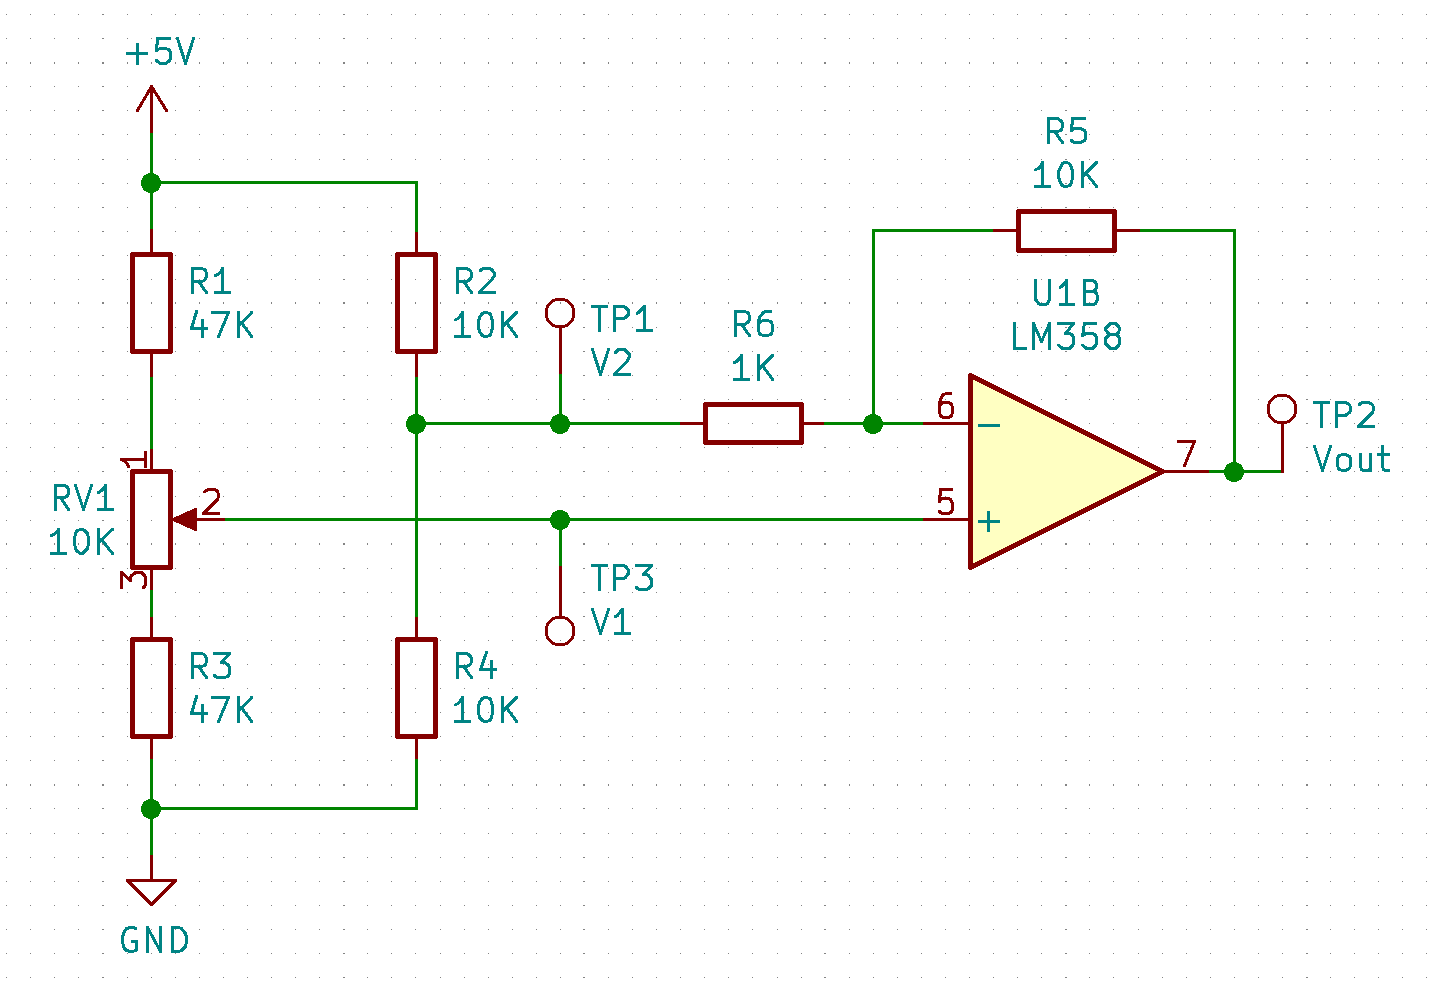 +5V
R1
47K
R2
10K
TP1
V2
R6
1K
R5
10K
U1B
LM358
6
−
5
+
7
TP2
Vout
1
RV1
10K
2
3
TP3
V1
R3
47K
R4
10K
GND